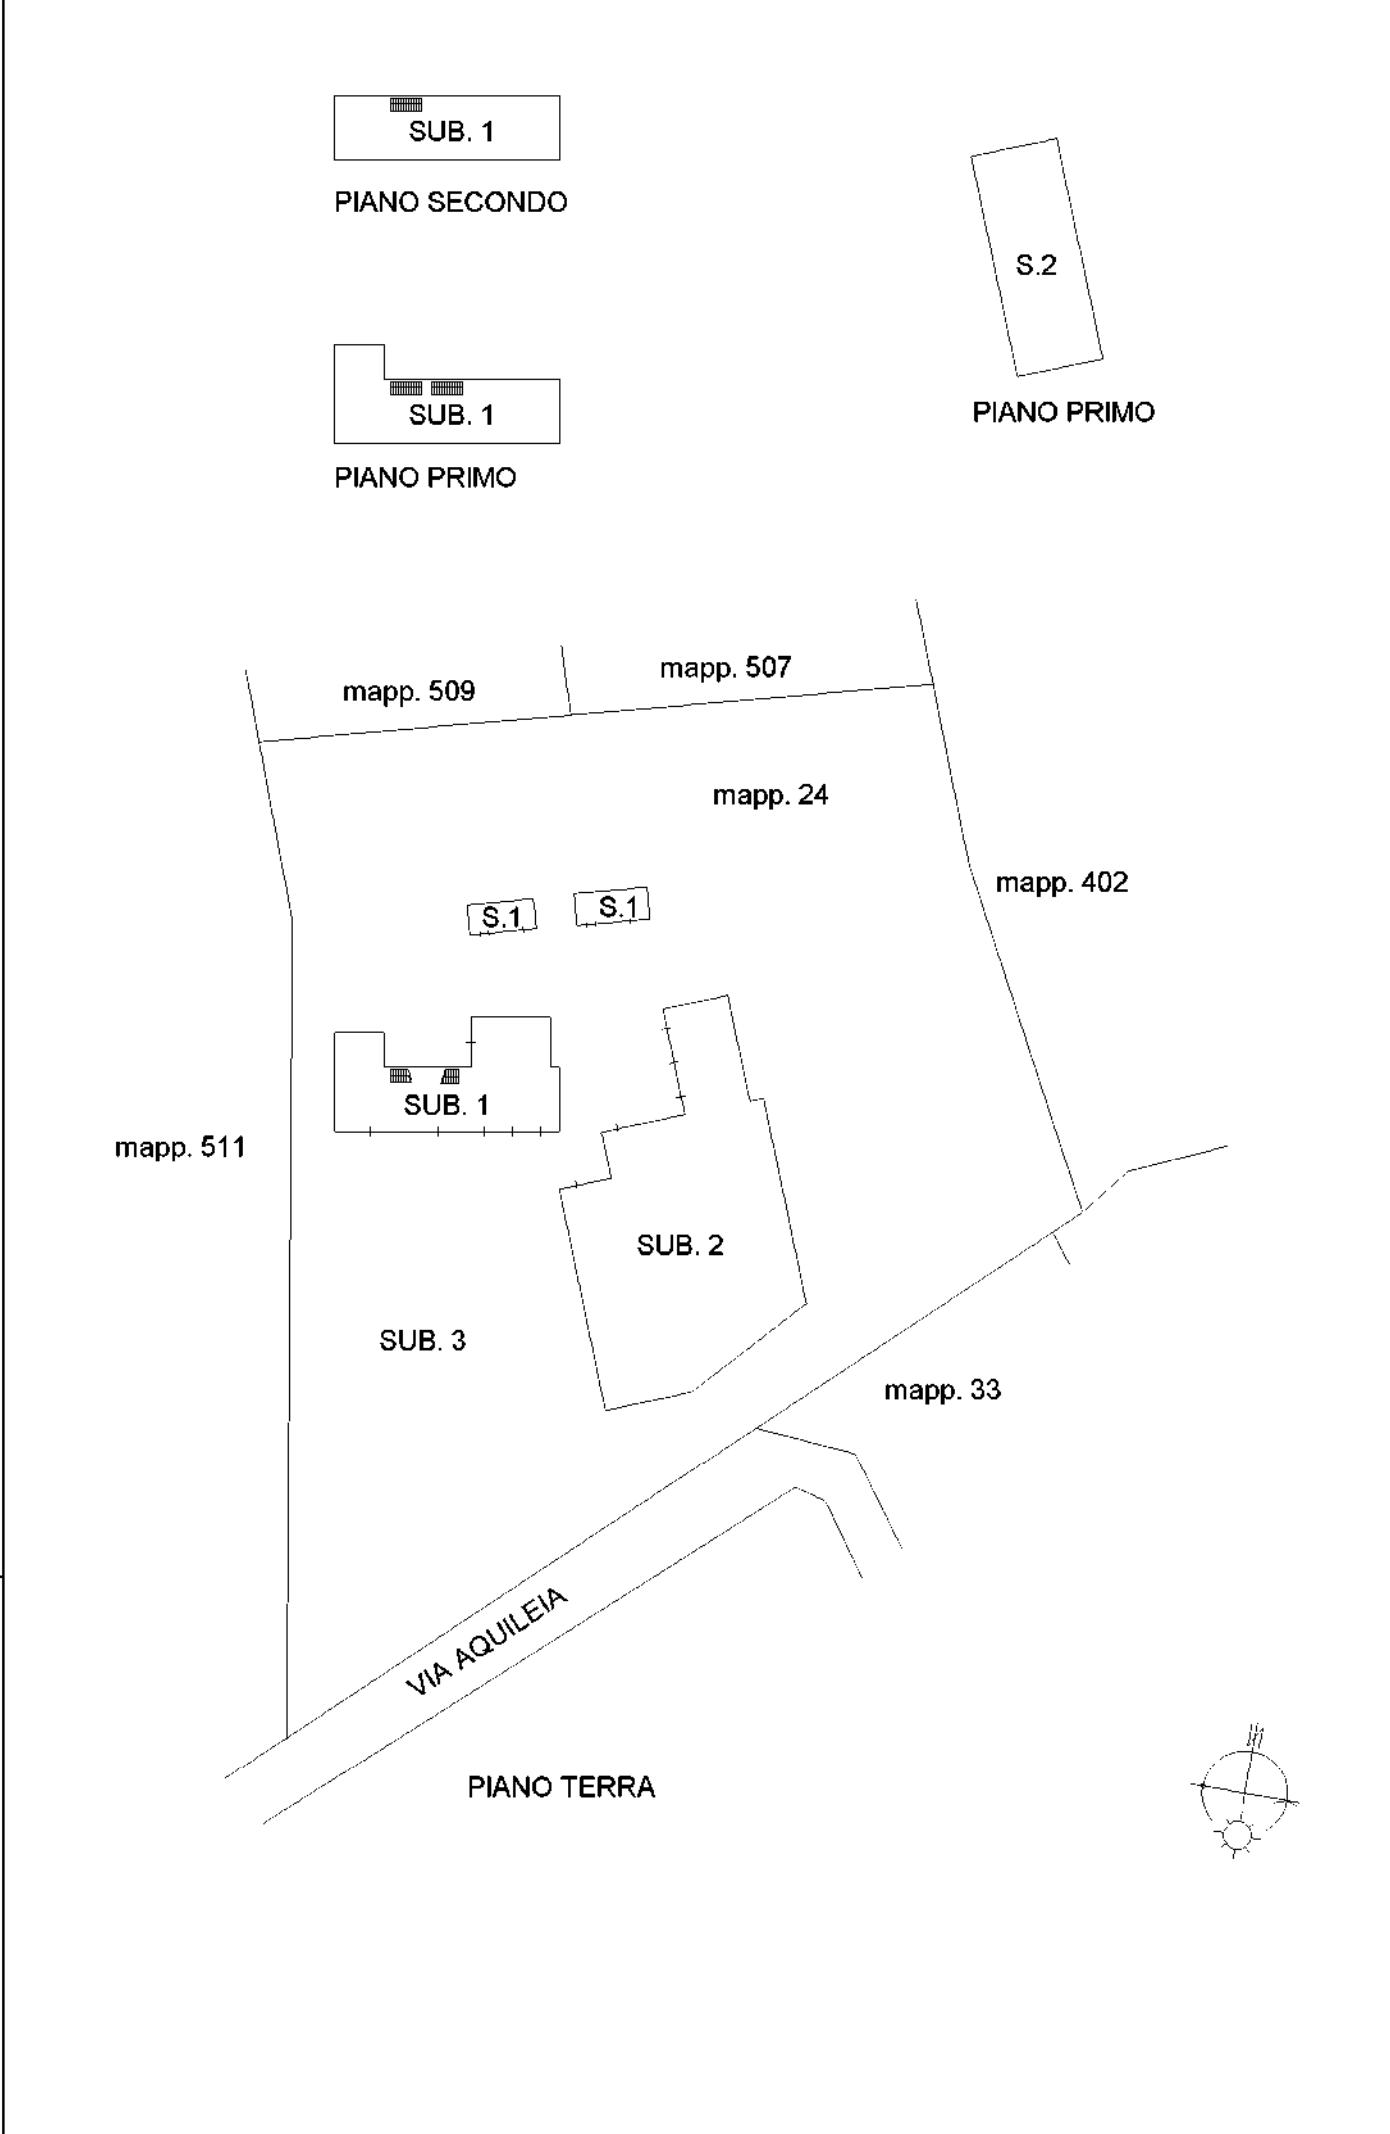 SUB. 1
PIANO SECONDO
S.2
PIANO PRIMO
SUB. 1
PIANO PRIMO
mapp. 509
mapp. 507
mapp. 24
mapp. 402
S.1
S.1
SUB. 1
mapp. 511
SUB. 2
SUB. 3
mapp. 33
VIA AQUILEIA
PIANO TERRA
N